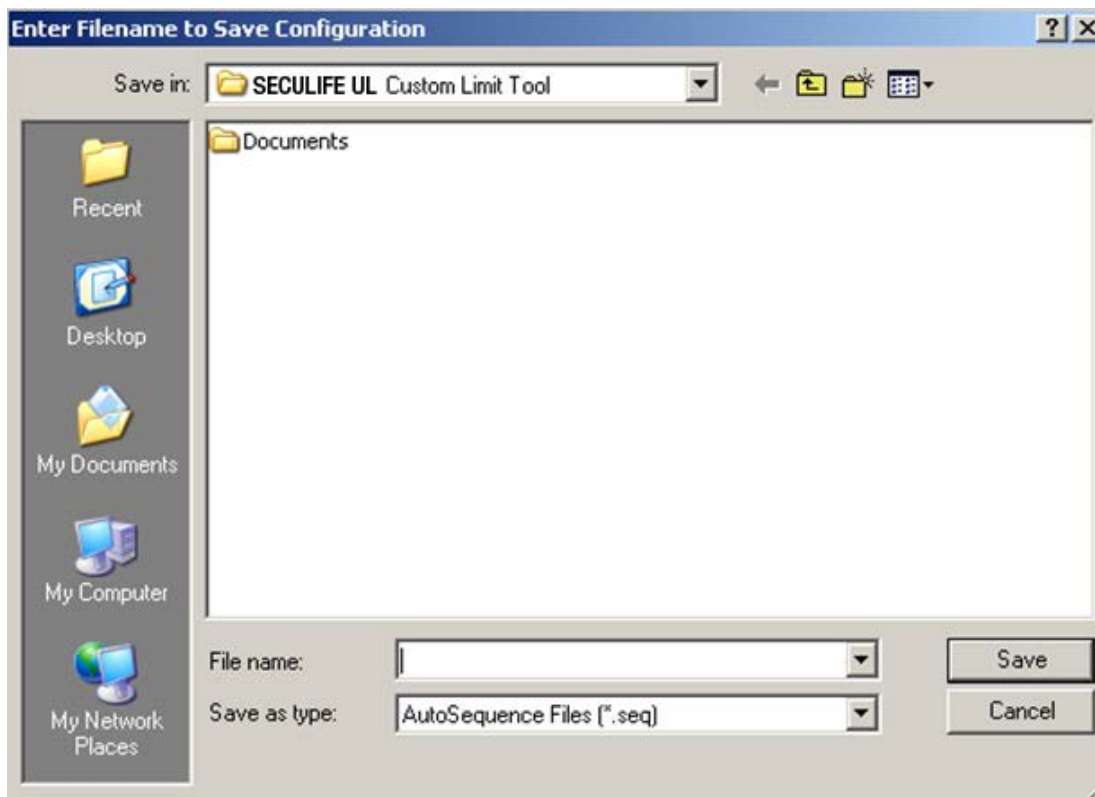 Enter Filename to Save Configuration
Save in:
SECULIFE UL Custom Limit Tool
Documents
Recent
Desktop
My Documents
My Computer
My Network
Places
File name:
Save
Save as type:
AutoSequence Files (*.seq)
Cancel